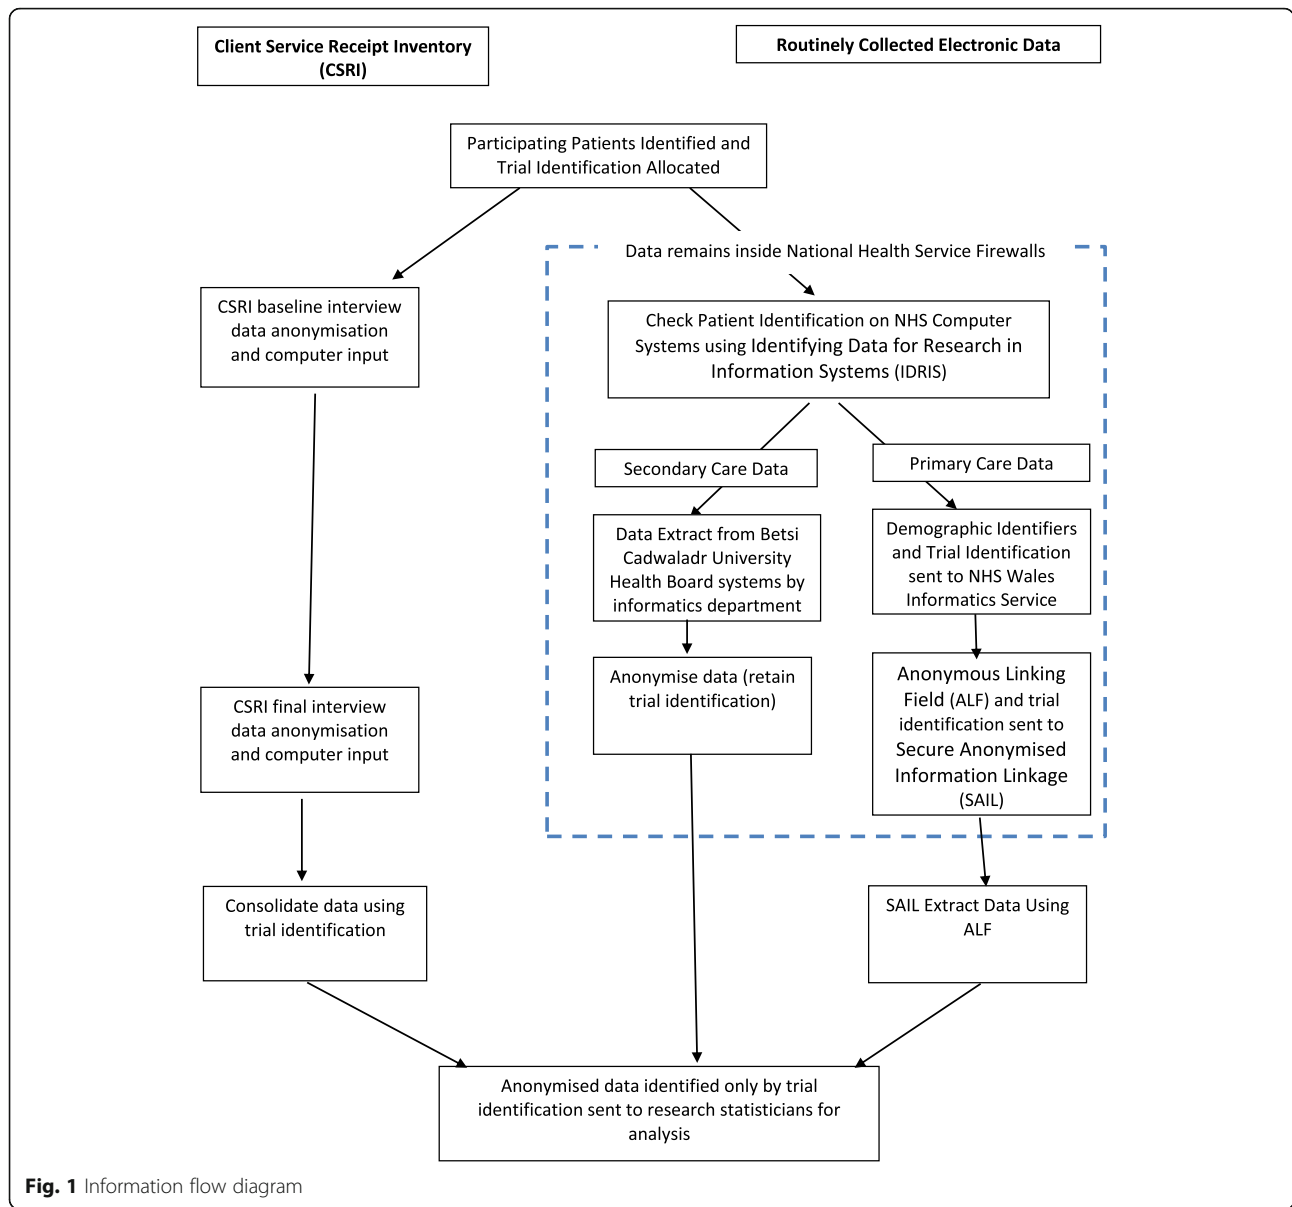 Client Service Receipt Inventory
(CSRI)
Routinely Collected Electronic Data
Participating Patients Identified and
Trial Identification Allocated
Data remains inside National Health Service Firewalls
CSRI baseline interview
data anonymisation
and computer input
Check Patient Identification on NHS Computer
Systems using Identifying Data for Research in
Information Systems (IDRIS)
Secondary Care Data
Primary Care Data
Data Extract from Betsi
Cadwaladr University
Health Board systems by
informatics department
Demographic Identifiers
and Trial Identification
sent to NHS Wales
Informatics Service
Anonymise data (retain
trial identification)
Anonymous Linking
Field (ALF) and trial
identification sent to
Secure Anonymised
Information Linkage
(SAIL)
CSRI final interview
data anonymisation
and computer input
Consolidate data using
trial identification
SAIL Extract Data Using
ALF
Anonymised data identified only by trial
identification sent to research statisticians for
analysis
Fig. 1 Information flow diagram